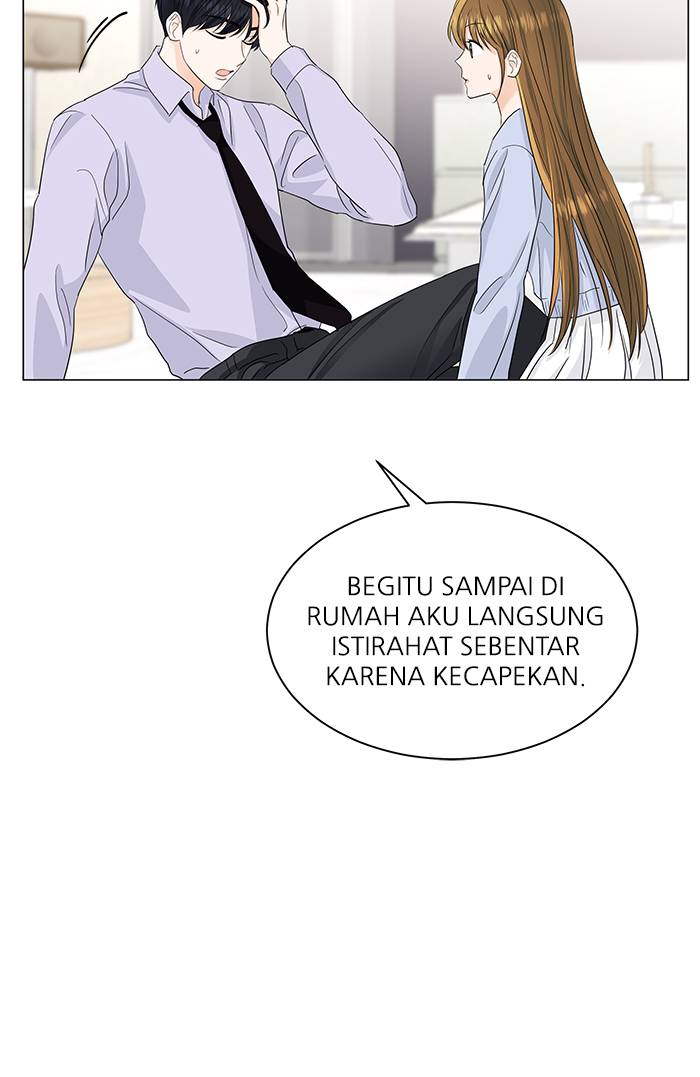 BEGITU SAMPAI DI
RUMAH AKU LANGSUNG
ISTIRAHAT SEBENTAR
KARENA KECAPEKAN.